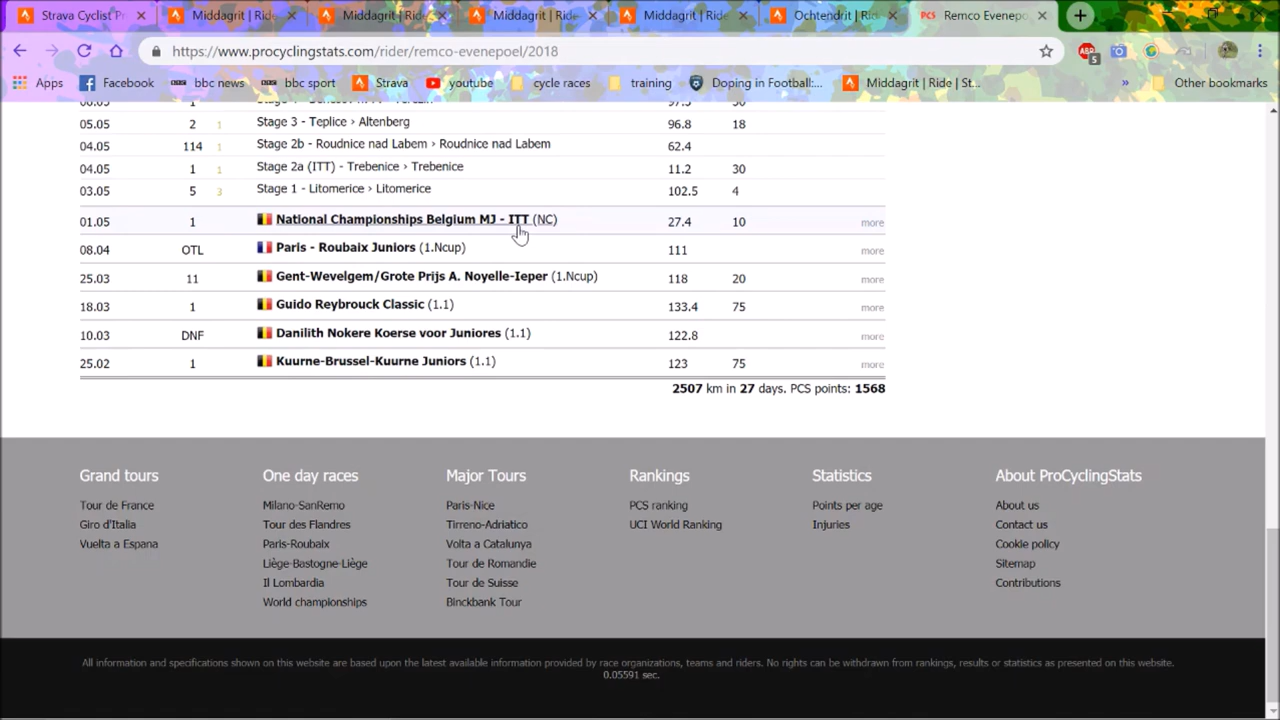 Strava Cyclist Pr Middagrit | Ride | Middagrit | Ride | Middagrit | Ride | Middagrit | Ride | Ochtendrit | Ride | PCS Remco Evenepoel
https://www.procyclingstats.com/rider/remco-evenepoel/2018 ABP 5
Apps Facebook BBC bbc news BBC bbc sport Strava youtube cycle races training Doping in Football:... Middagrit | Ride | St... » Other bookmarks
05.05 2 1 Stage 3 - Teplice › Altenberg 96.8 18
04.05 114 1 Stage 2b - Roudnice nad Labem › Roudnice nad Labem 62.4
04.05 1 1 Stage 2a (ITT) - Trebenice › Trebenice 11.2 30
03.05 5 3 Stage 1 - Litomerice › Litomerice 102.5 4
01.05 1 National Championships Belgium MJ - ITT (NC) 27.4 10 more
08.04 OTL Paris - Roubaix Juniors (1.Ncup) 111 more
25.03 11 Gent-Wevelgem/Grote Prijs A. Noyelle-Ieper (1.Ncup) 118 20 more
18.03 1 Guido Reybrouck Classic (1.1) 133.4 75 more
10.03 DNF Danilith Nokere Koerse voor Juniores (1.1) 122.8 more
25.02 1 Kuurne-Brussel-Kuurne Juniors (1.1) 123 75 more
2507 km in 27 days. PCS points: 1568
Grand tours One day races Major Tours Rankings Statistics About ProCyclingStats
Tour de France Milano-SanRemo Paris-Nice PCS ranking Points per age About us
Giro d'Italia Tour des Flandres Tirreno-Adriatico UCI World Ranking Injuries Contact us
Vuelta a Espana Paris-Roubaix Volta a Catalunya Cookie policy
Liège-Bastogne-Liège Tour de Romandie Sitemap
Il Lombardia Tour de Suisse Contributions
World championships Binckbank Tour
All information and specifications shown on this website are based upon the latest available information provided by race organizations, teams and riders. No rights can be withdrawn from rankings, results or statistics as presented on this website.
0.05591 sec.